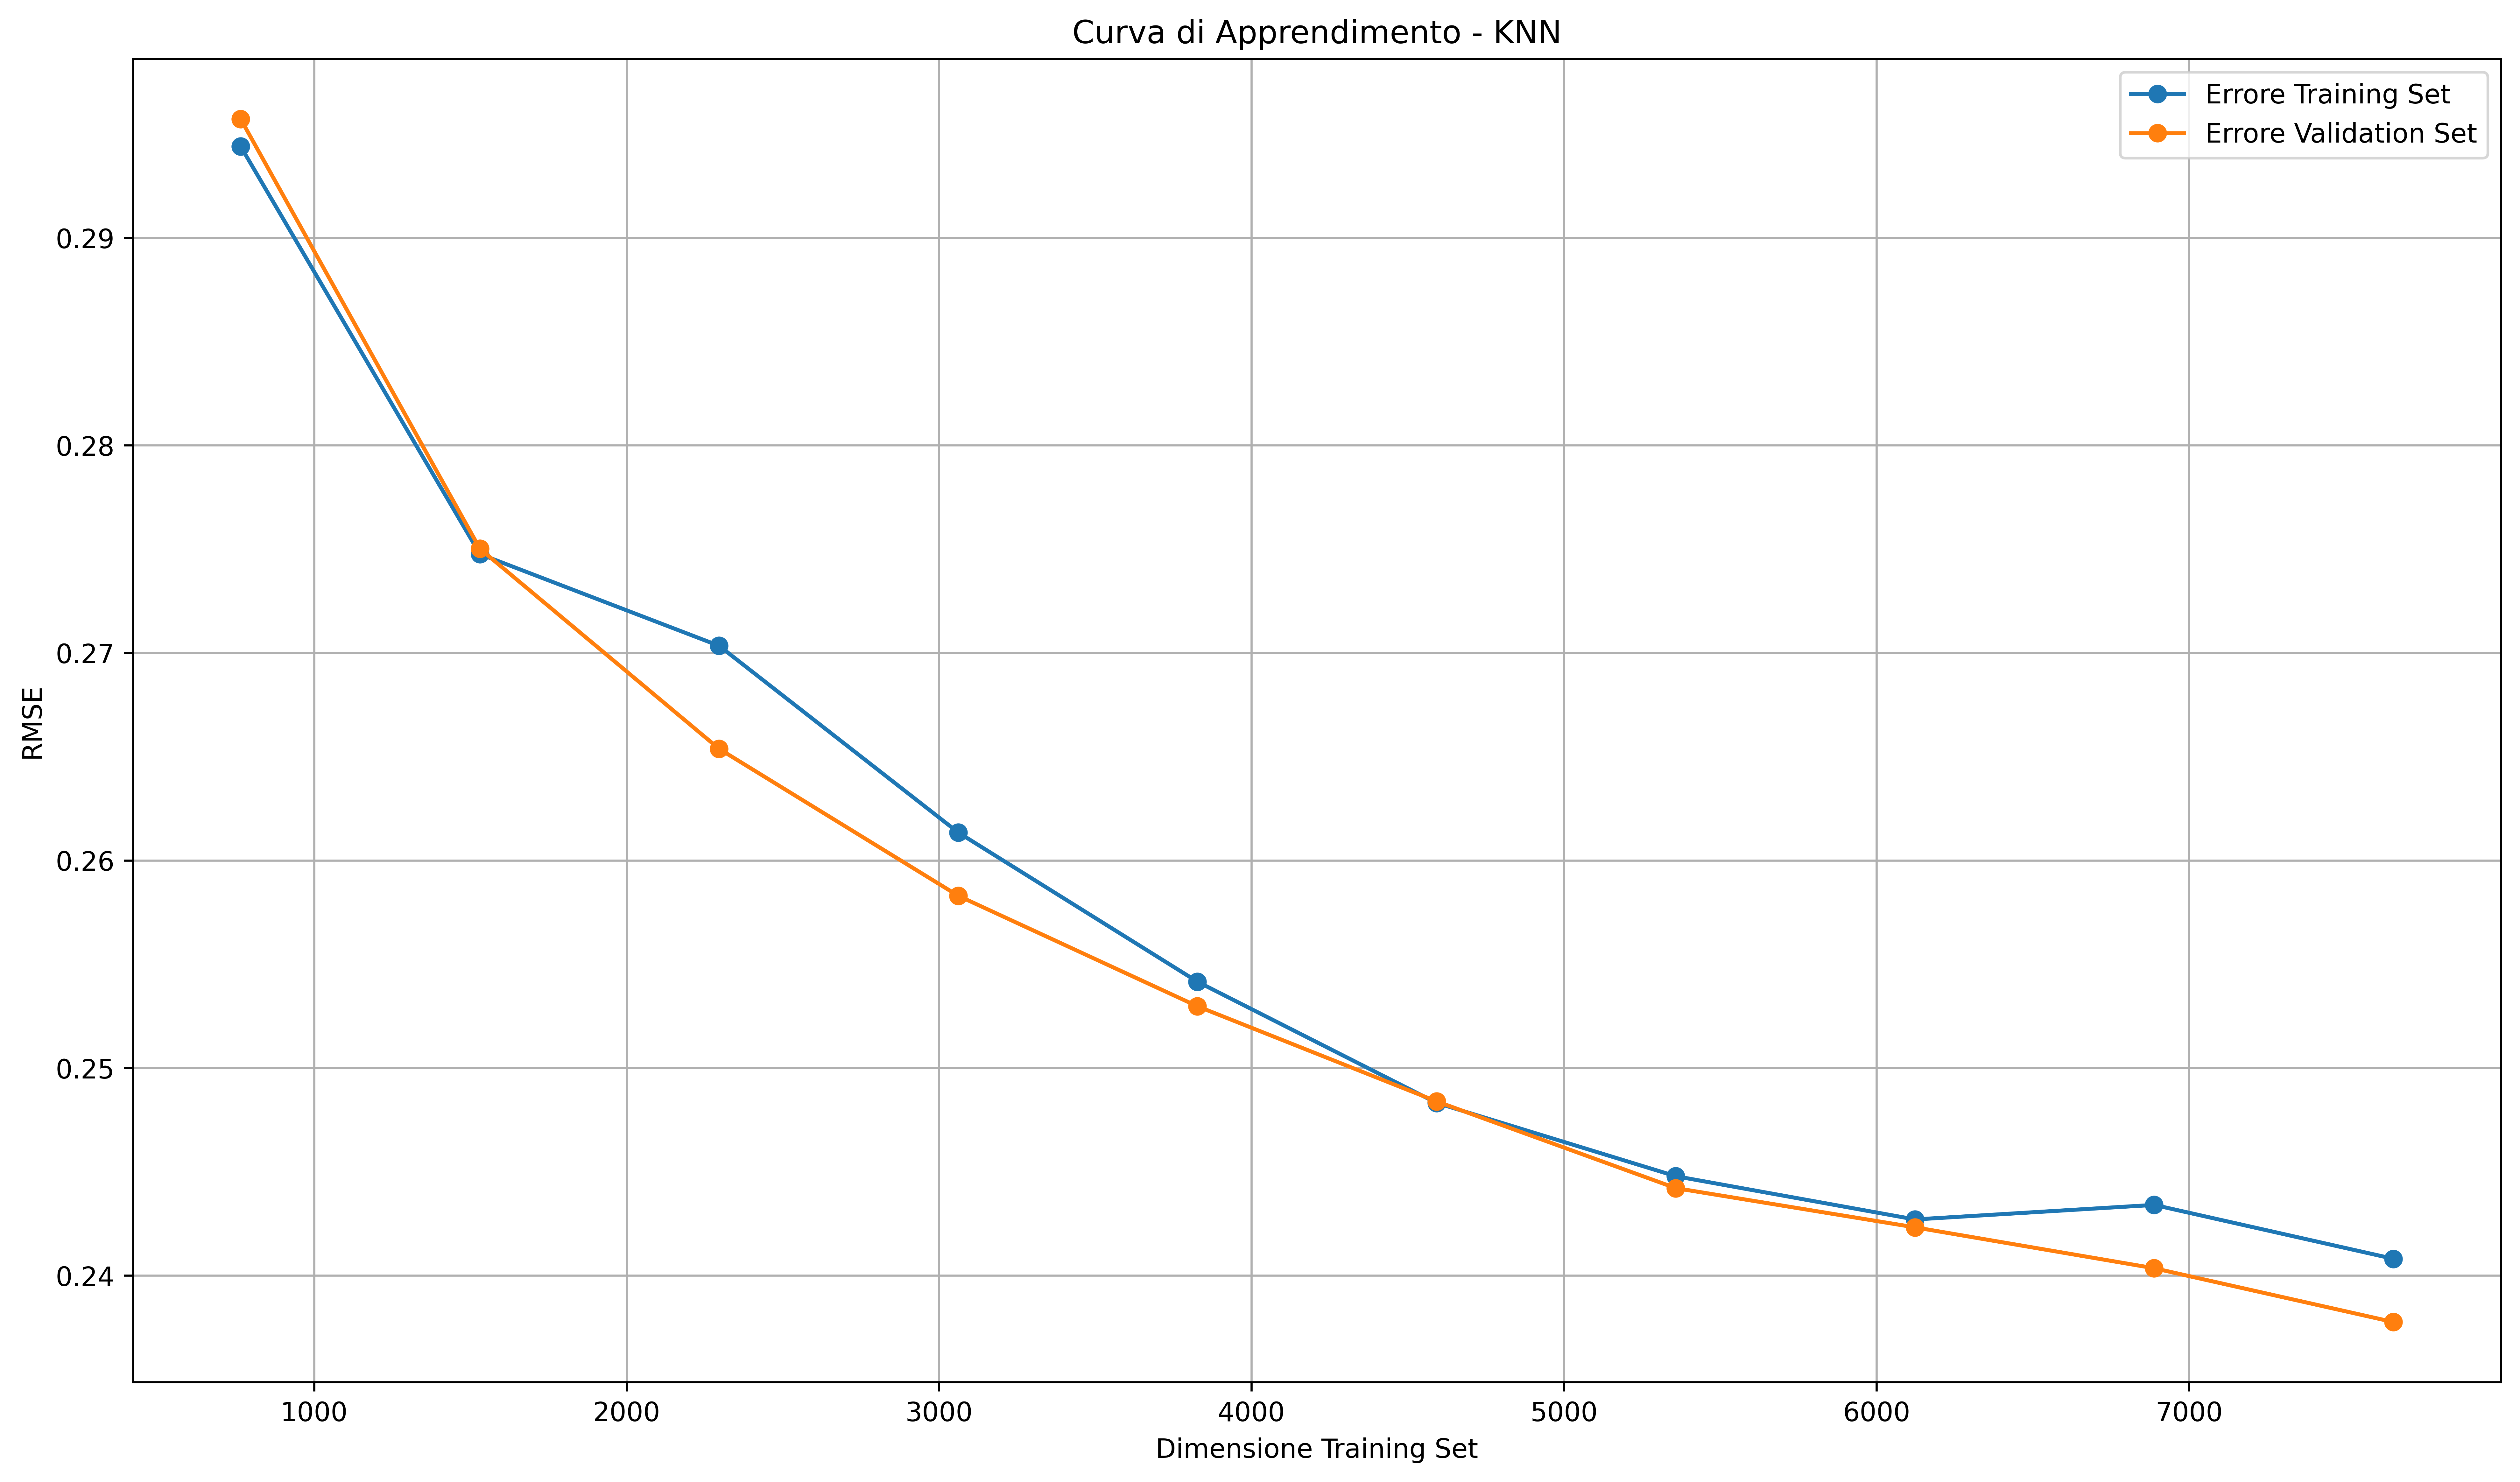 Curva di Apprendimento - KNN
Errore Training Set
Errore Validation Set
0.29
0.28
0.27
0.26
0.25
0.24
RMSE
1000 2000 3000 4000 5000 6000 7000
Dimensione Training Set